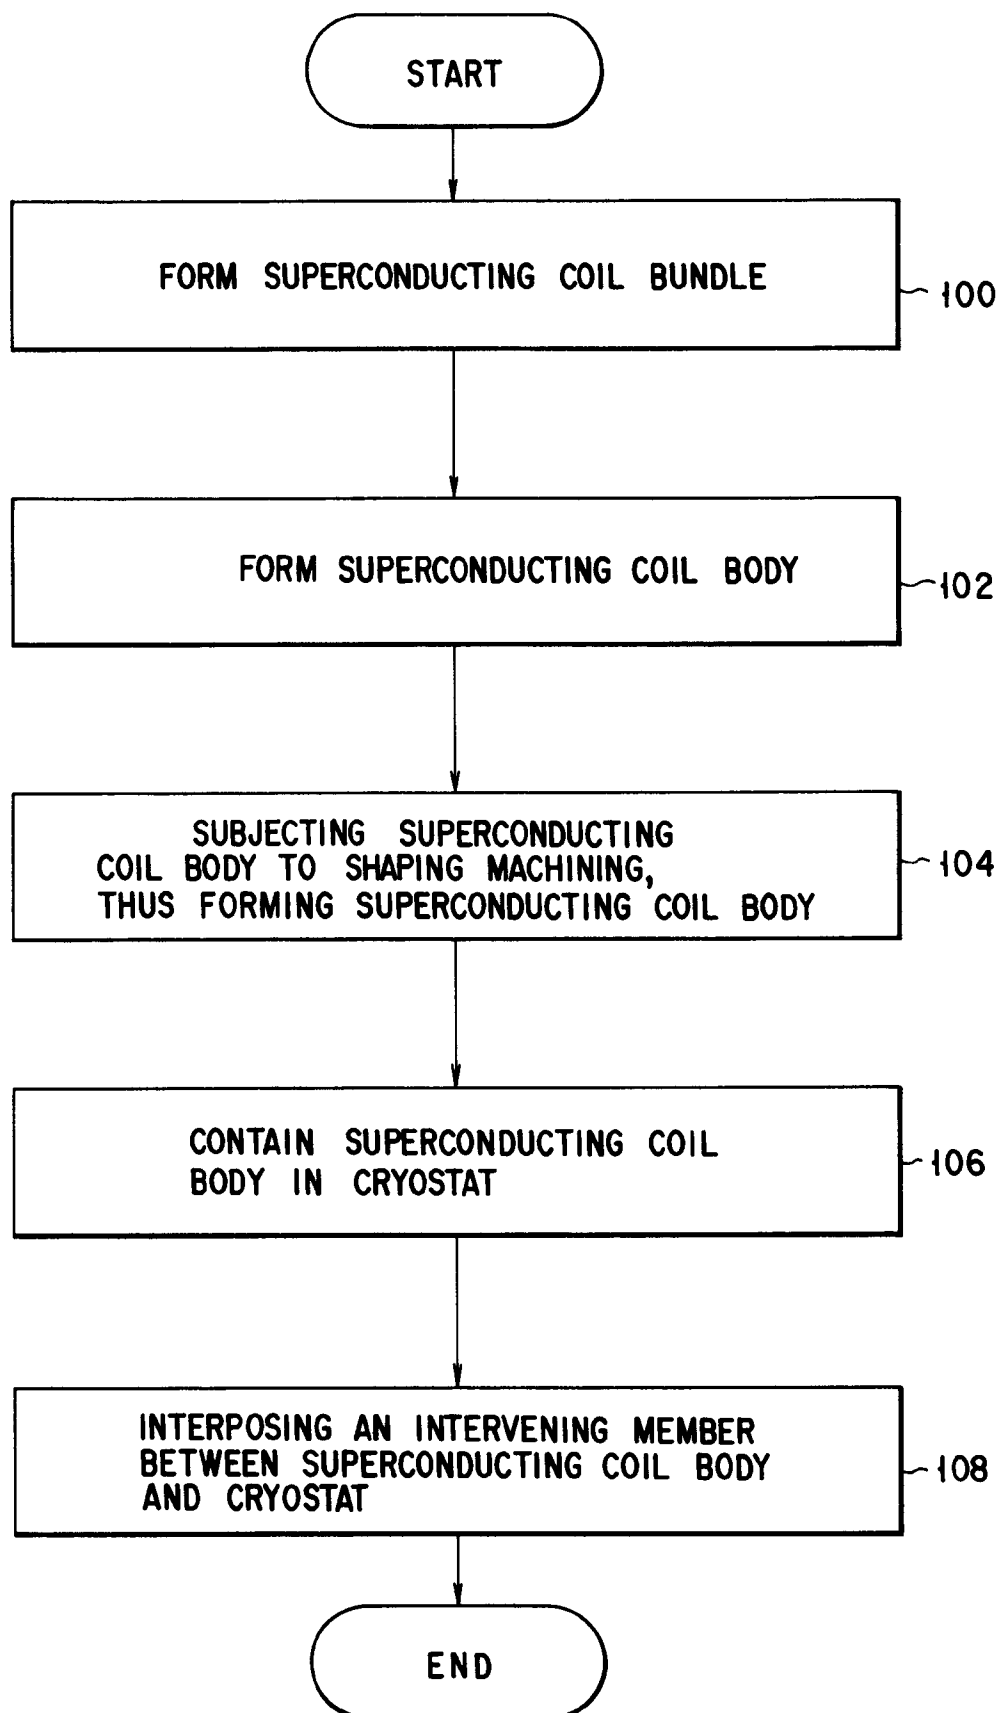 START
FORM SUPERCONDUCTING COIL BUNDLE
100
FORM SUPERCONDUCTING COIL BODY
102
SUBJECTING SUPERCONDUCTING
COIL BODY TO SHAPING MACHINING,
THUS FORMING SUPERCONDUCTING COIL BODY
104
CONTAIN SUPERCONDUCTING COIL
BODY IN CRYOSTAT
106
INTERPOSING AN INTERVENING MEMBER
BETWEEN SUPERCONDUCTING COIL BODY
AND CRYOSTAT
108
END